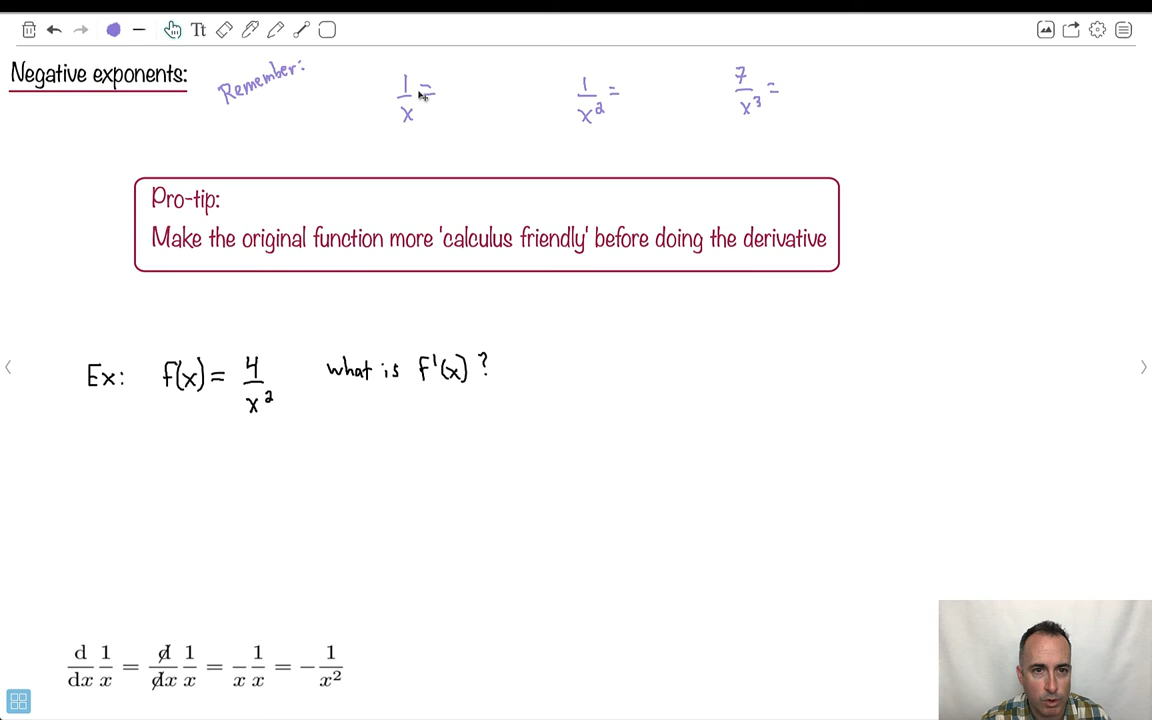 Tt
Negative exponents: Remember: 1/x = 1/x² = 7/x³ =
Pro-tip:
Make the original function more 'calculus friendly' before doing the derivative
Ex: f(x) = 4/x² what is f'(x)?
d/dx 1/x = d̸/d̸x 1/x = -1/x 1/x = -1/x²